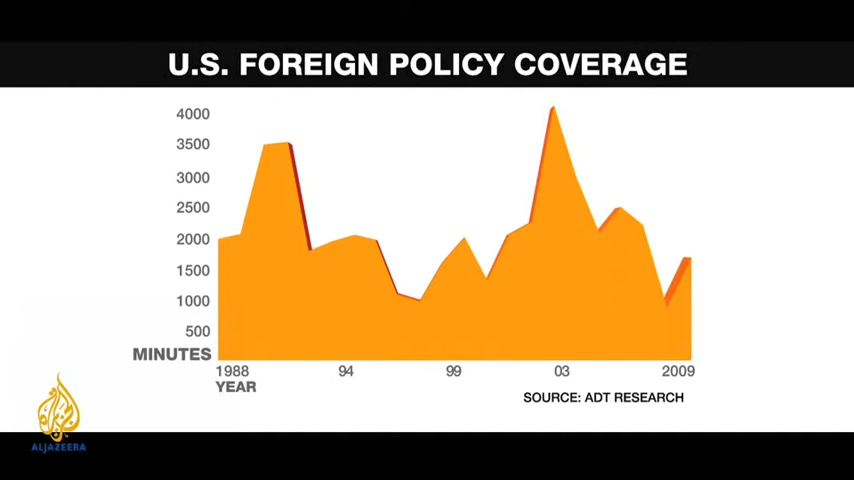 U.S. FOREIGN POLICY COVERAGE
4000
3500
3000
2500
2000
1500
1000
500
MINUTES
1988 94 99 03 2009
YEAR
SOURCE: ADT RESEARCH
ALJAZEERA